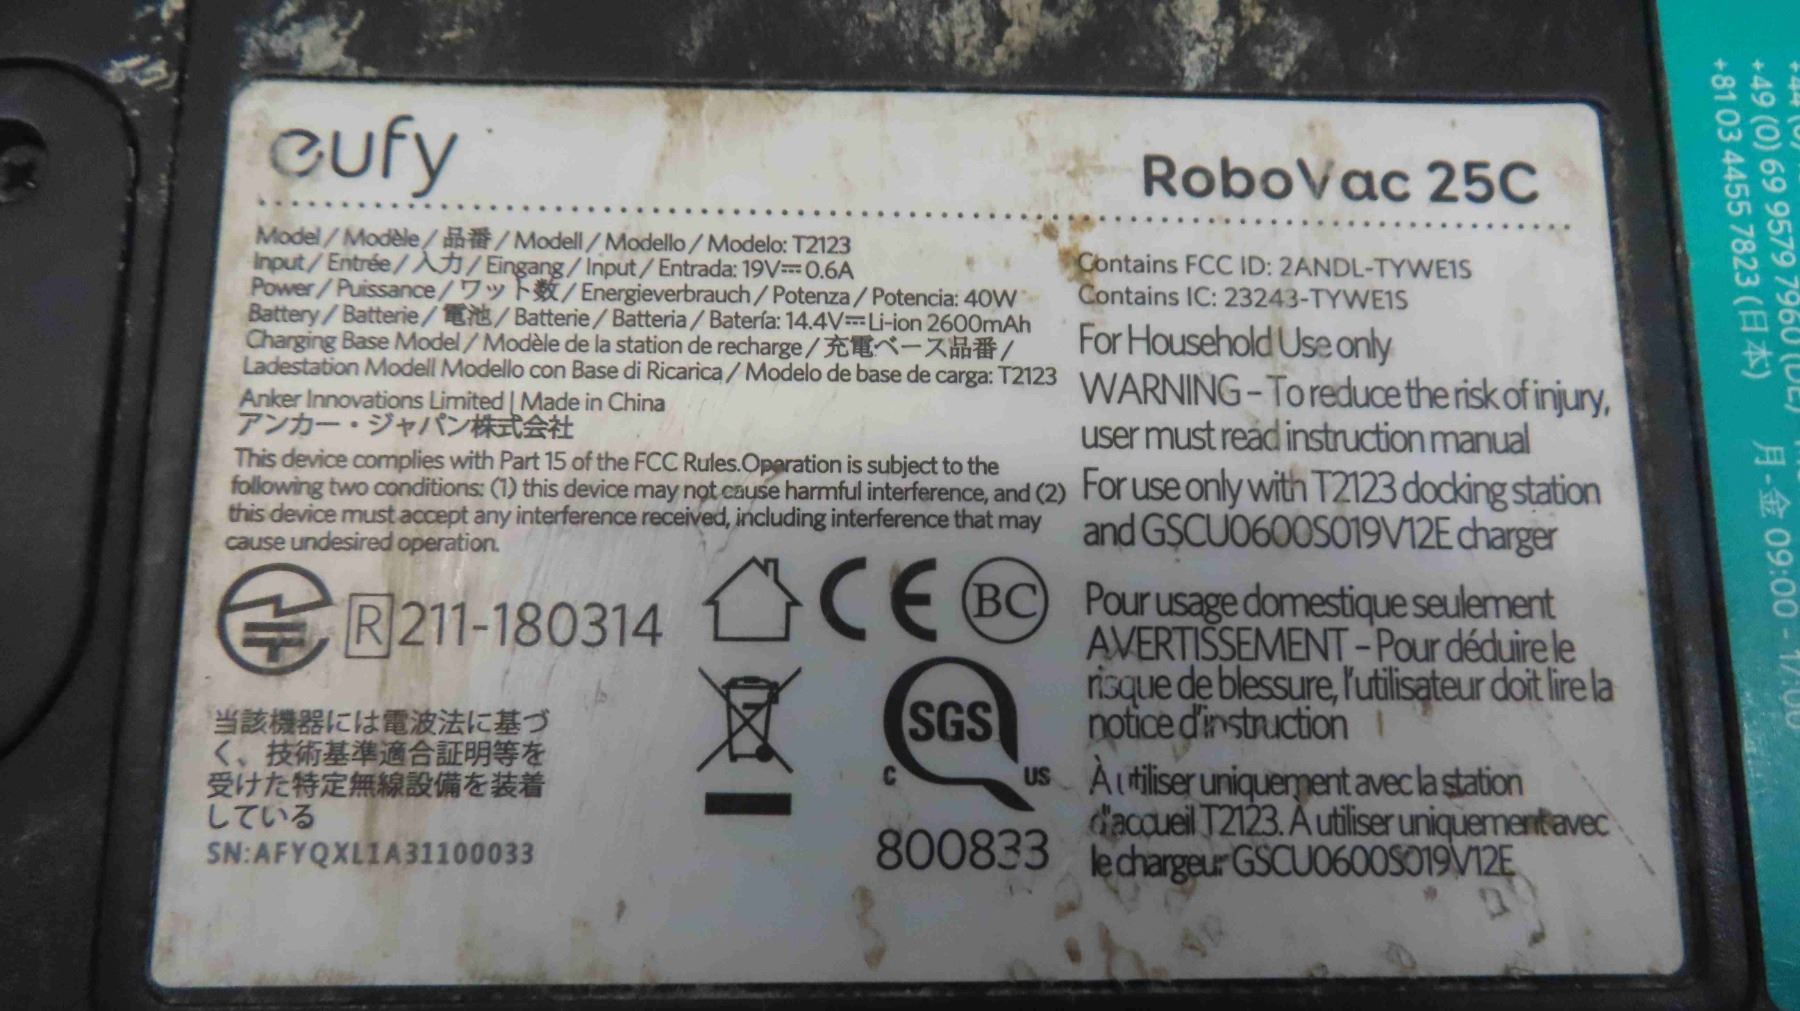 eufy
RoboVac 25C
Model / Modèle / 品番 / Modell / Modello / Modelo: T2123
Input / Entrée / 入力 / Eingang / Input / Entrada: 19V⎓0.6A
Power / Puissance / ワット数 / Energieverbrauch / Potenza / Potencia: 40W
Battery / Batterie / 電池 / Batterie / Batteria / Batería: 14.4V⎓Li-ion 2600mAh
Charging Base Model / Modèle de la station de recharge / 充電ベース品番 /
Ladestation Modell Modello con Base di Ricarica / Modelo de base de carga: T2123
Anker Innovations Limited | Made in China
アンカー・ジャパン株式会社
This device complies with Part 15 of the FCC Rules.Operation is subject to the
following two conditions: (1) this device may not cause harmful interference, and (2)
this device must accept any interference received, including interference that may
cause undesired operation.
R 211-180314
当該機器には電波法に基づ
く、技術基準適合証明等を
受けた特定無線設備を装着
している
SN:AFYQXL1A31100033
CE
BC
SGS
C US
800833
Contains FCC ID: 2ANDL-TYWE1S
Contains IC: 23243-TYWE1S
For Household Use only
WARNING – To reduce the risk of injury,
user must read instruction manual
For use only with T2123 docking station
and GSCU0600S019V12E charger
Pour usage domestique seulement
AVERTISSEMENT – Pour déduire le
risque de blessure, l'utilisateur doit lire la
notice d'instruction
À utiliser uniquement avec la station
d'accueil T2123. À utiliser uniquement avec
le chargeur GSCU0600S019V12E
+49 (0) 69 9579 7960 (DE)
+8103 4455 7823 (日本) 月-金 09:00 - 17:00